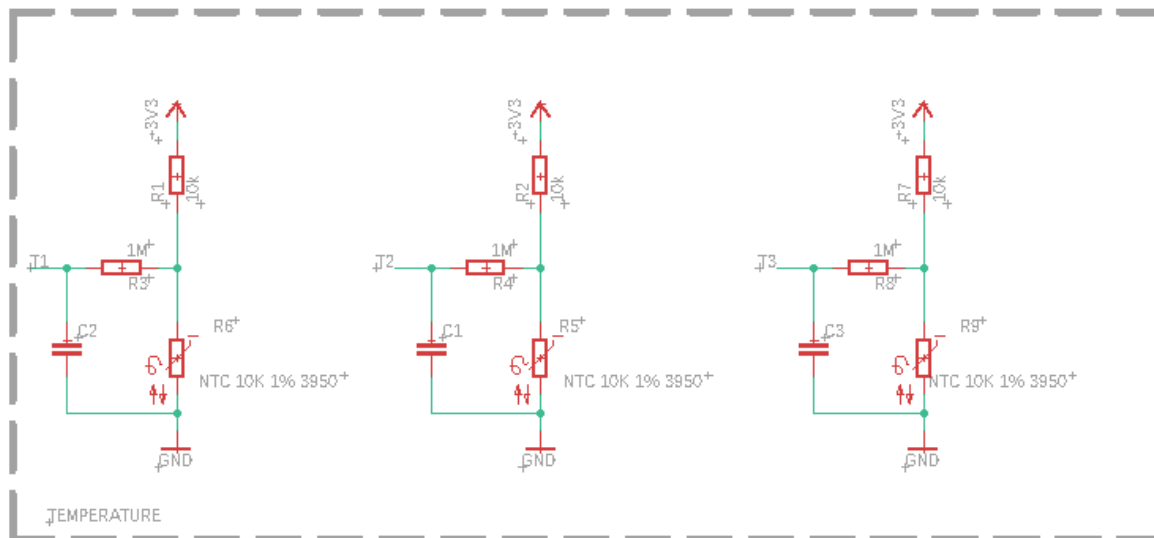 +3V3
+3V3
+3V3
R1
10k
R2
10k
R7
10k
T1
1M
R3
T2
1M
R4
T3
1M
R8
C2
R6
C1
R5
C3
R9
NTC 10K 1% 3950
NTC 10K 1% 3950
NTC 10K 1% 3950
GND
GND
GND
TEMPERATURE